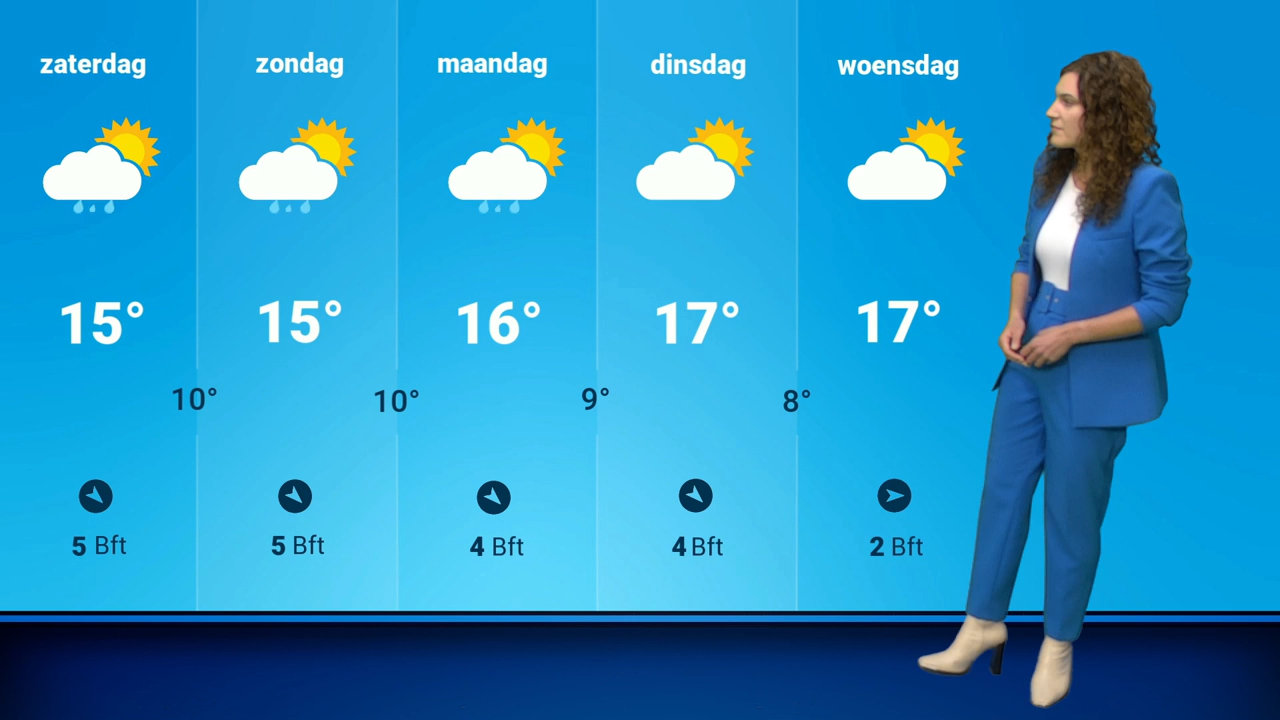 zaterdag zondag maandag dinsdag woensdag
15° 15° 16° 17° 17°
10° 10° 9° 8°
5 Bft 5 Bft 4 Bft 4 Bft 2 Bft